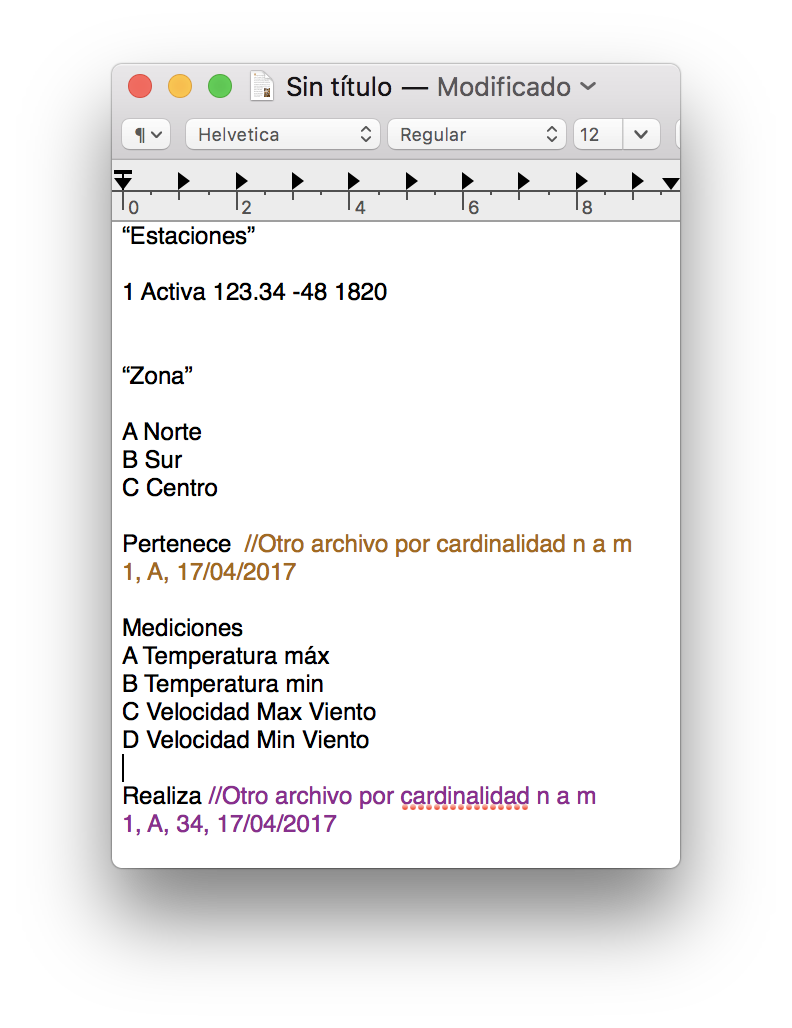 Sin título — Modificado
¶ Helvetica Regular 12
0 2 4 6 8
“Estaciones”
1 Activa 123.34 -48 1820
“Zona”
A Norte
B Sur
C Centro
Pertenece //Otro archivo por cardinalidad n a m
1, A, 17/04/2017
Mediciones
A Temperatura máx
B Temperatura min
C Velocidad Max Viento
D Velocidad Min Viento
Realiza //Otro archivo por cardinalidad n a m
1, A, 34, 17/04/2017